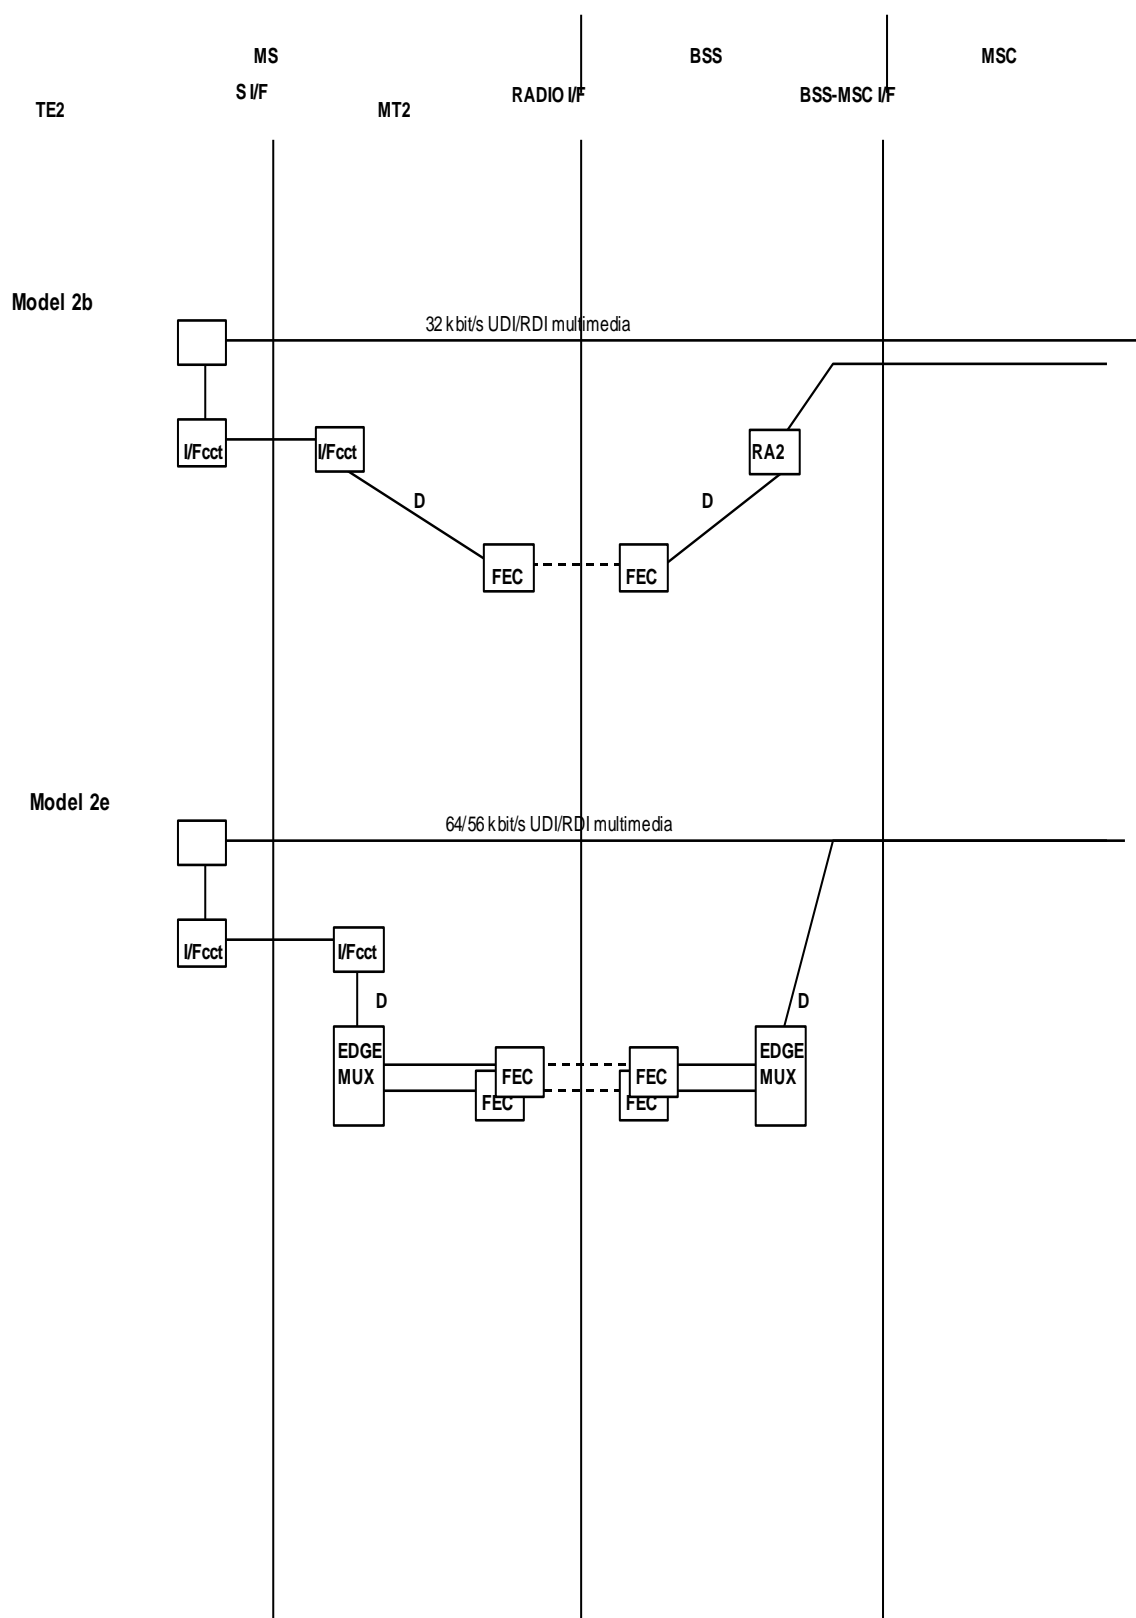 MS
BSS
MSC
S I/F
RADIO I/F
BSS-MSC I/F
TE2
MT2
Model 2b
32 kbit/s UDI/RDI multimedia
I/Fcct
I/Fcct
RA2
D
D
FEC
FEC
Model 2e
64/56 kbit/s UDI/RDI multimedia
I/Fcct
I/Fcct
D
D
EDGE
MUX
FEC
FEC
FEC
FEC
EDGE
MUX